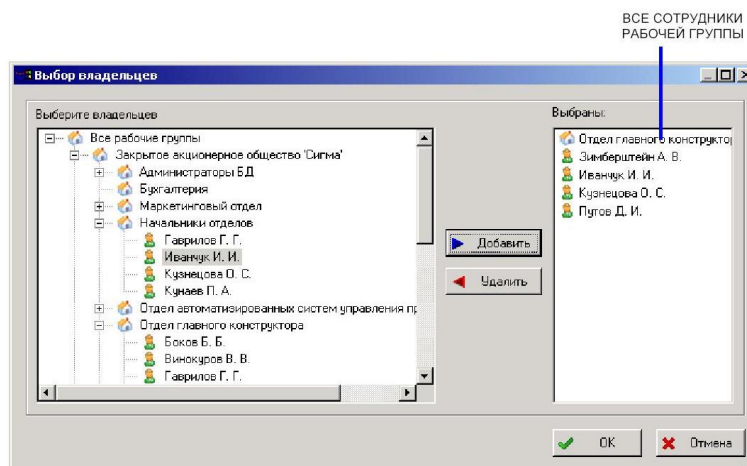 ВСЕ СОТРУДНИКИ
РАБОЧЕЙ ГРУППЫ
Выбор владельцев
Выберите владельцев
Все рабочие группы
Закрытое акционерное общество 'Сигма'
Администраторы БД
Бухгалтерия
Маркетинговый отдел
Начальники отделов
Гаврилов Г. Г.
Иванчук И. И.
Кузнецова О. С.
Кунаев П. А.
Отдел автоматизированных систем управления пр
Отдел главного конструктора
Боков Б. Б.
Винокуров В. В.
Гаврилов Г. Г.
Добавить
Удалить
Выбраны:
Отдел главного конструктор
Зимберштейн А. В.
Иванчук И. И.
Кузнецова О. С.
Путов Д. И.
OK
Отмена